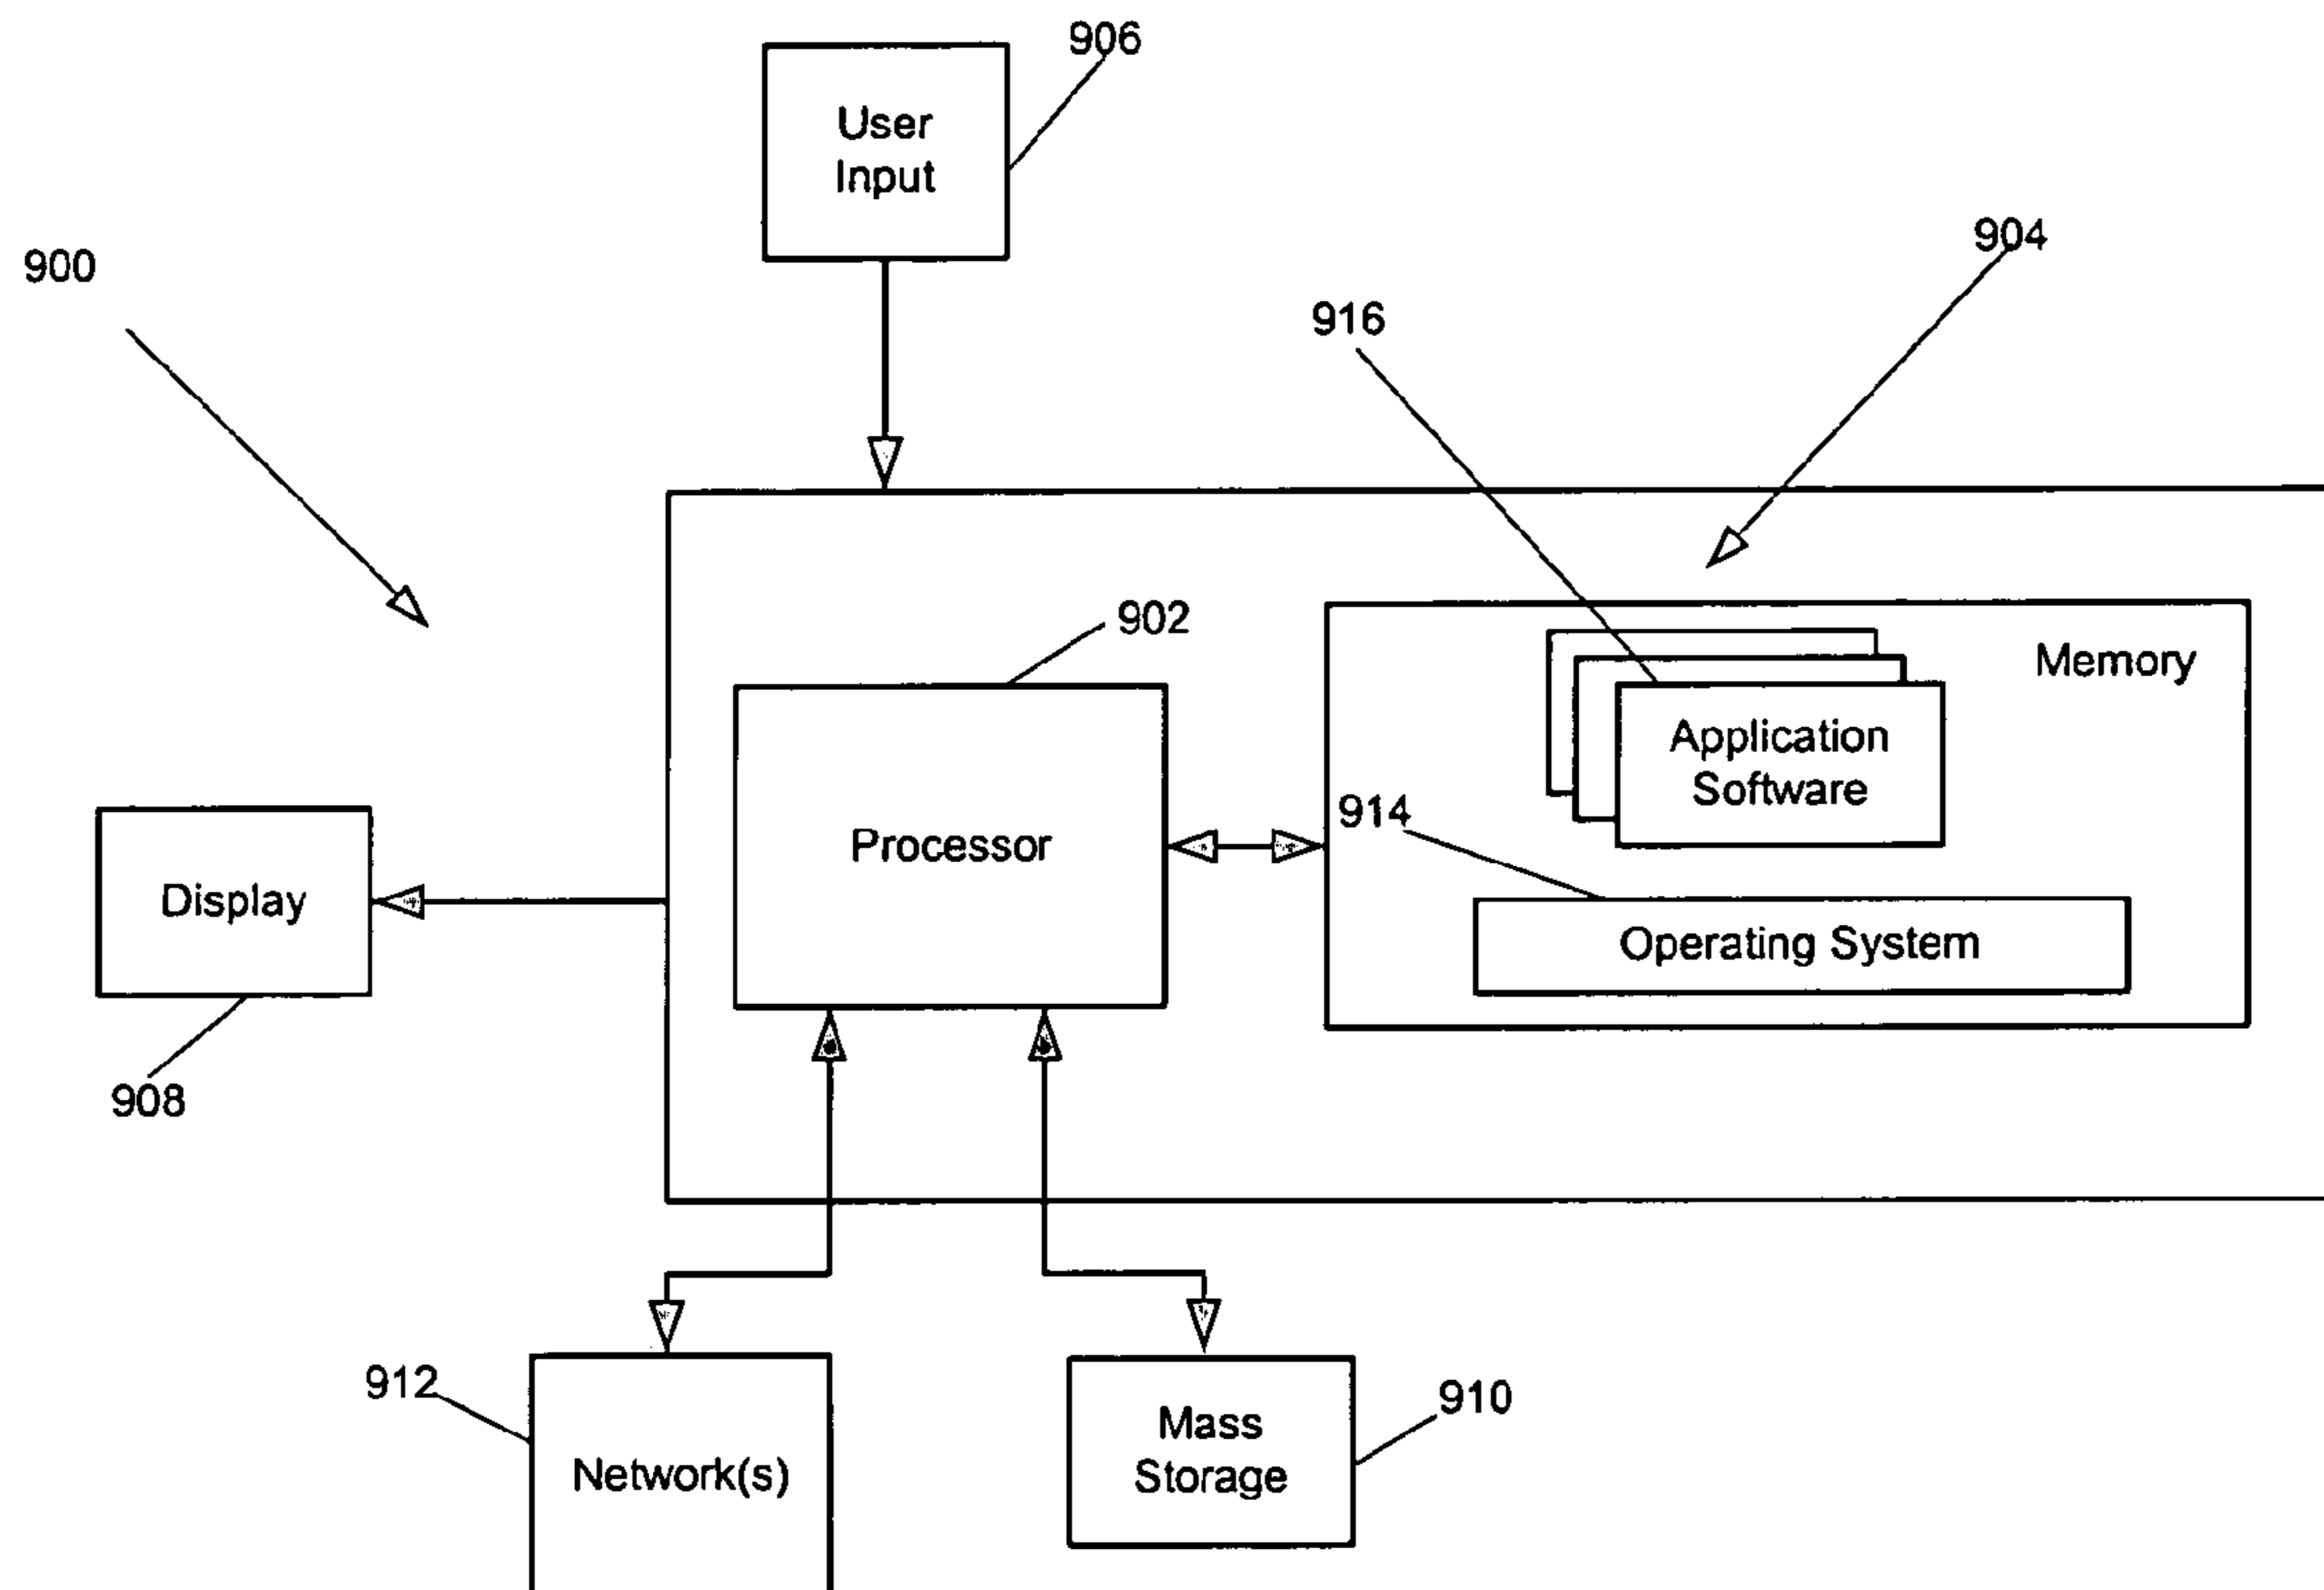 906
User
Input
904
900
916
902
Memory
Application
Software
914
Processor
Display
Operating System
908
912
910
Mass
Storage
Network(s)